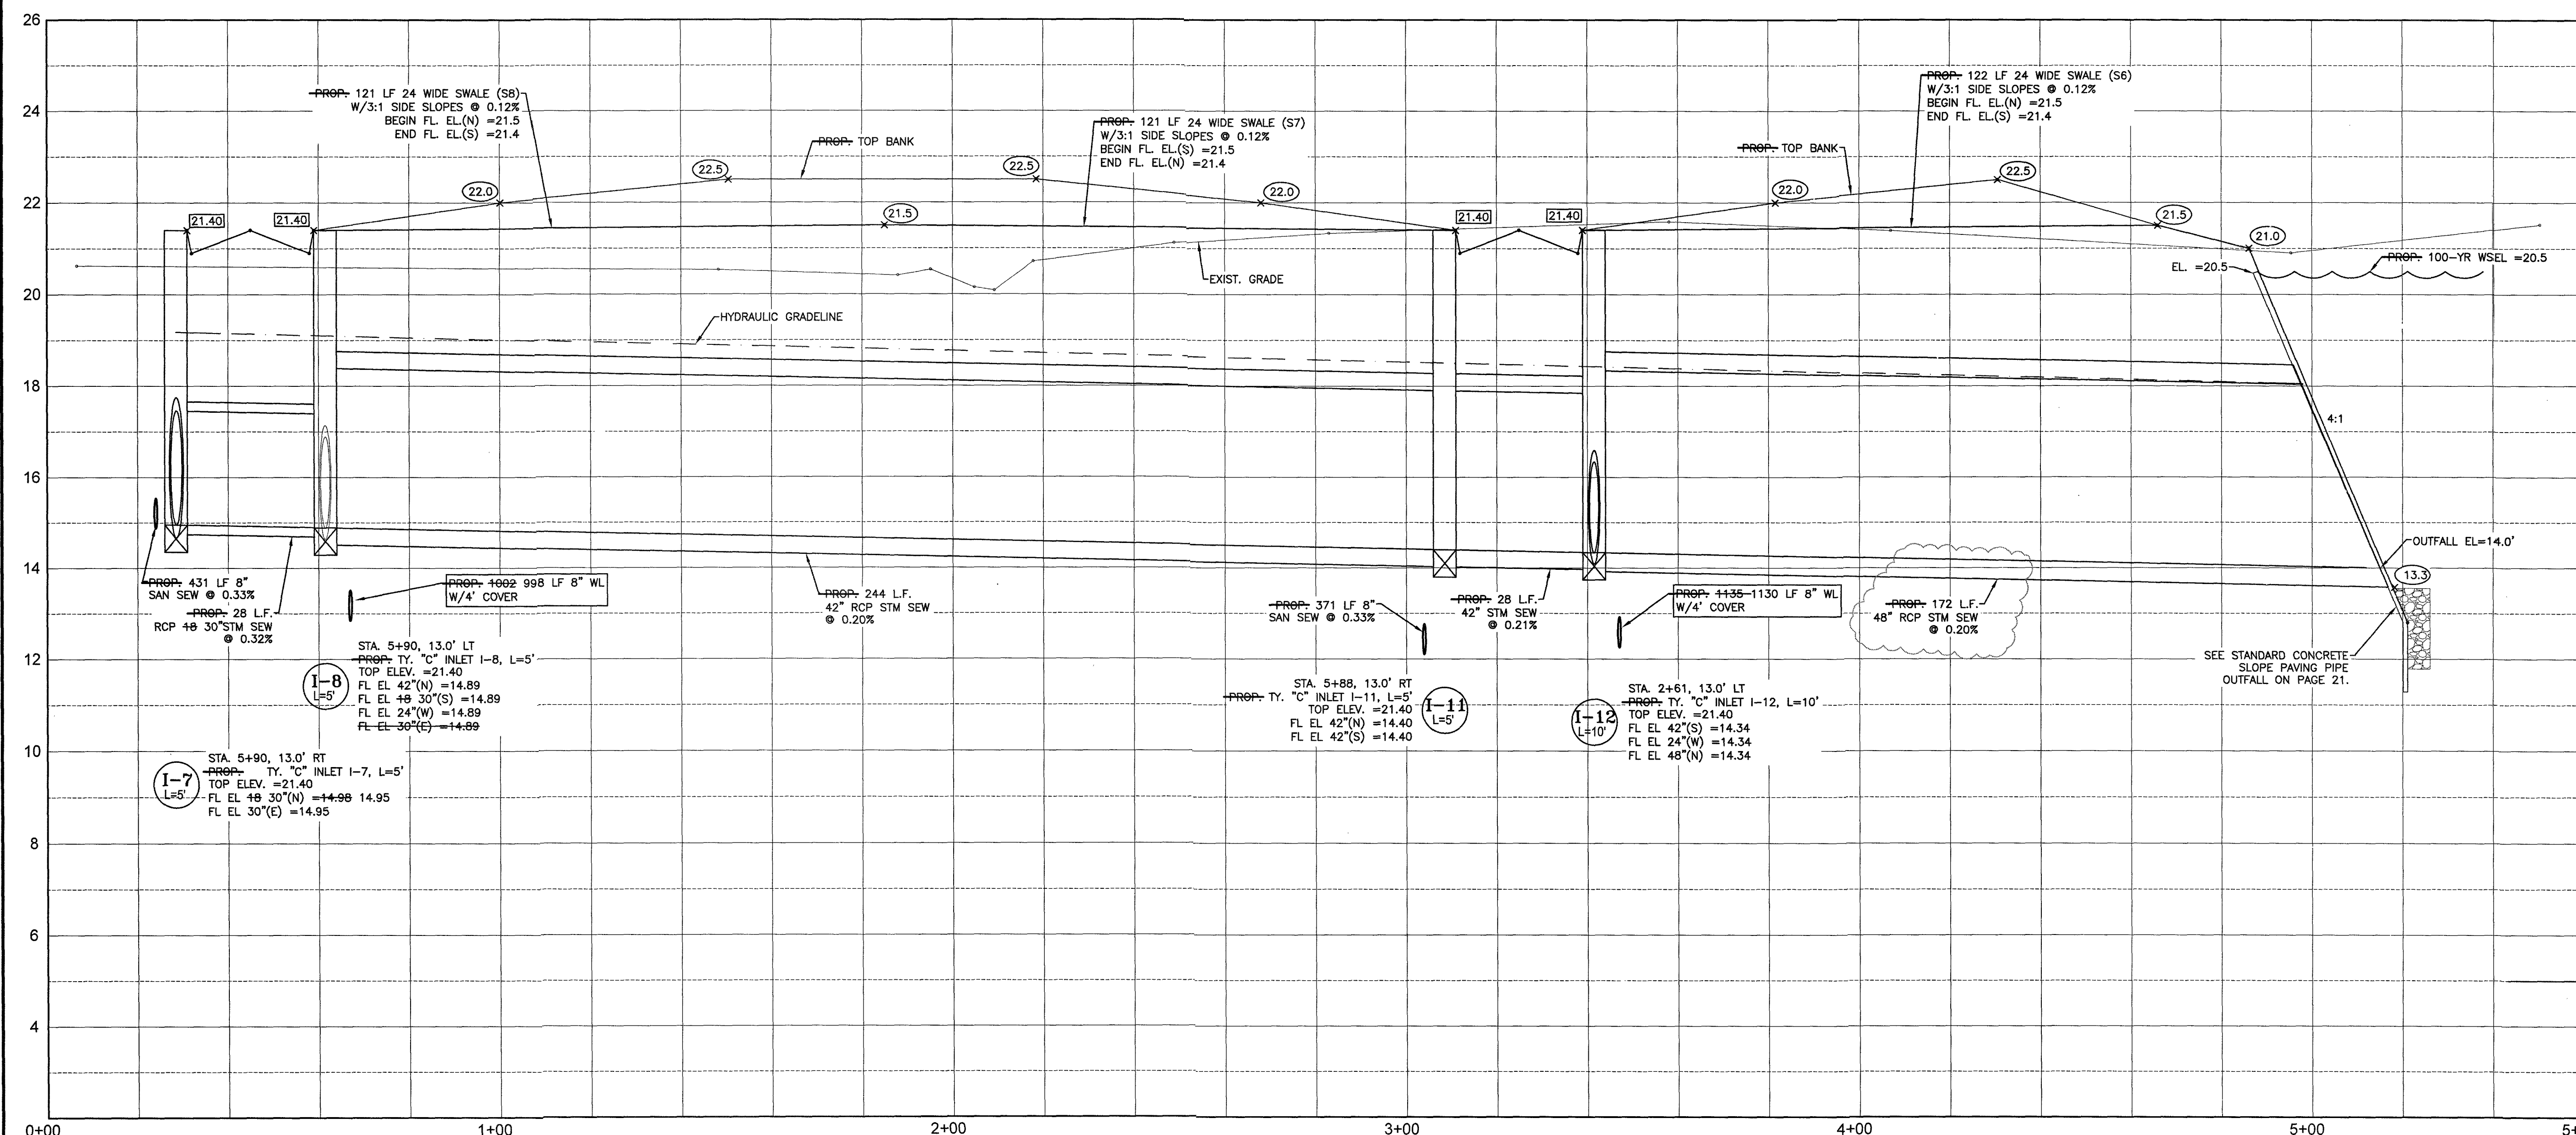 26
24
22
20
18
16
14
12
10
8
6
4
0+00
1+00
2+00
3+00
4+00
5+00
PROP. 121 LF 24 WIDE SWALE (S8)
W/3:1 SIDE SLOPES @ 0.12%
BEGIN FL. EL.(N) =21.5
END FL. EL.(S) =21.4
PROP. TOP BANK
PROP. 121 LF 24 WIDE SWALE (S7)
W/3:1 SIDE SLOPES @ 0.12%
BEGIN FL. EL.(S) =21.5
END FL. EL.(N) =21.4
PROP. TOP BANK
PROP. 122 LF 24 WIDE SWALE (S6)
W/3:1 SIDE SLOPES @ 0.12%
BEGIN FL. EL.(N) =21.5
END FL. EL.(S) =21.4
21.40
21.40
22.0
22.5
21.5
22.5
22.0
21.40
21.40
22.0
22.5
21.5
21.0
EL. =20.5
PROP. 100-YR WSEL =20.5
EXIST. GRADE
HYDRAULIC GRADELINE
4:1
OUTFALL EL=14.0'
13.3
PROP. 431 LF 8"
SAN SEW @ 0.33%
PROP. 28 L.F.
RCP 18 30"STM SEW
@ 0.32%
PROP. 1002 998 LF 8" WL
W/4' COVER
PROP. 244 L.F.
42" RCP STM SEW
@ 0.20%
PROP. 371 LF 8"
SAN SEW @ 0.33%
PROP. 28 L.F.
42" STM SEW
@ 0.21%
PROP. 1135 1130 LF 8" WL
W/4' COVER
PROP. 172 L.F.
48" RCP STM SEW
@ 0.20%
SEE STANDARD CONCRETE
SLOPE PAVING PIPE
OUTFALL ON PAGE 21.
I-8
L=5'
STA. 5+90, 13.0' LT
PROP. TY. "C" INLET I-8, L=5'
TOP ELEV. =21.40
FL EL 42"(N) =14.89
FL EL 18 30"(S) =14.89
FL EL 24"(W) =14.89
FL EL 30"(E) =14.89
I-7
L=5'
STA. 5+90, 13.0' RT
PROP. TY. "C" INLET I-7, L=5'
TOP ELEV. =21.40
FL EL 18 30"(N) =14.98 14.95
FL EL 30"(E) =14.95
STA. 5+88, 13.0' RT
PROP. TY. "C" INLET I-11, L=5'
TOP ELEV. =21.40
FL EL 42"(N) =14.40
FL EL 42"(S) =14.40
I-11
L=5'
I-12
L=10'
STA. 2+61, 13.0' LT
PROP. TY. "C" INLET I-12, L=10'
TOP ELEV. =21.40
FL EL 42"(S) =14.34
FL EL 24"(W) =14.34
FL EL 48"(N) =14.34